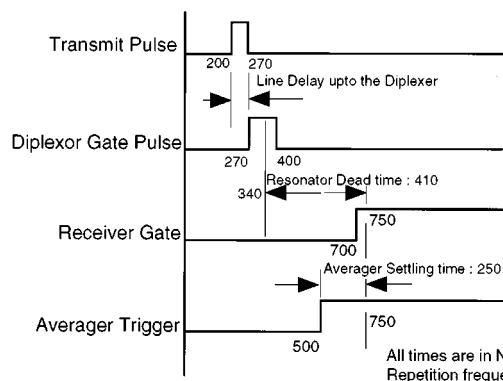 Transmit Pulse
200
270
Line Delay upto the Diplexer
Diplexor Gate Pulse
270
400
Resonator Dead time : 410
340
750
Receiver Gate
700
Averager Settling time : 250
750
Averager Trigger
500
All times are in
Repetition